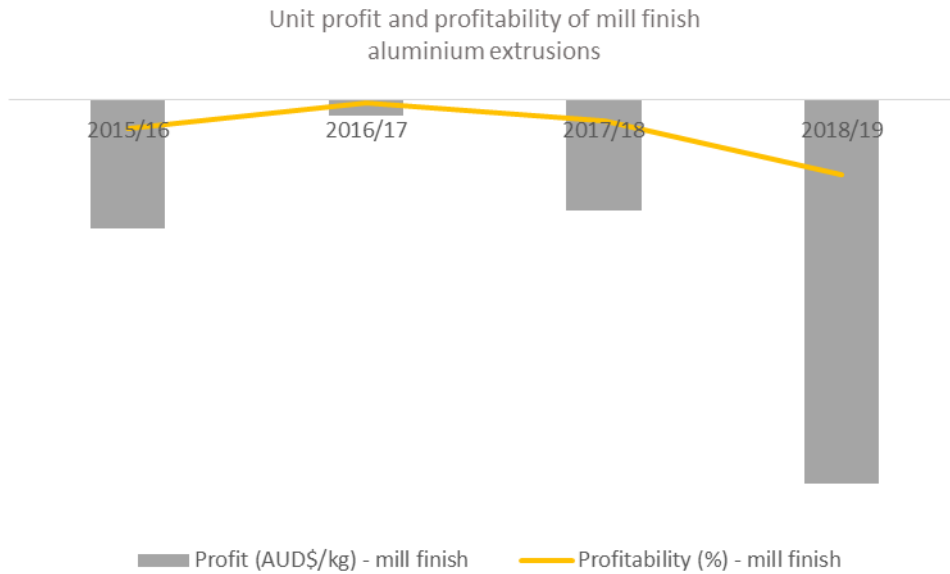 Unit profit and profitability of mill finish
aluminium extrusions
2015/16
2016/17
2017/18
2018/19
Profit (AUD$/kg) - mill finish
Profitability (%) - mill finish